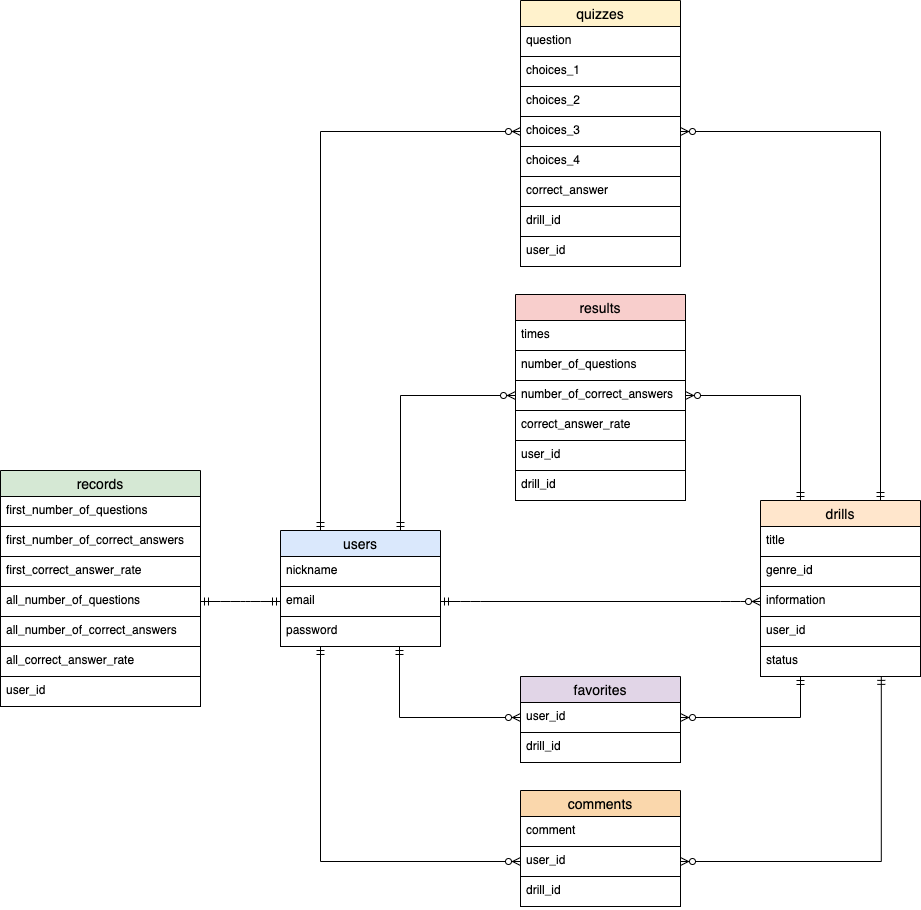 quizzes
question
choices_1
choices_2
choices_3
choices_4
correct_answer
drill_id
user_id
results
times
number_of_questions
number_of_correct_answers
correct_answer_rate
user_id
drill_id
records
first_number_of_questions
first_number_of_correct_answers
first_correct_answer_rate
all_number_of_questions
all_number_of_correct_answers
all_correct_answer_rate
user_id
users
nickname
email
password
drills
title
genre_id
information
user_id
status
favorites
user_id
drill_id
comments
comment
user_id
drill_id